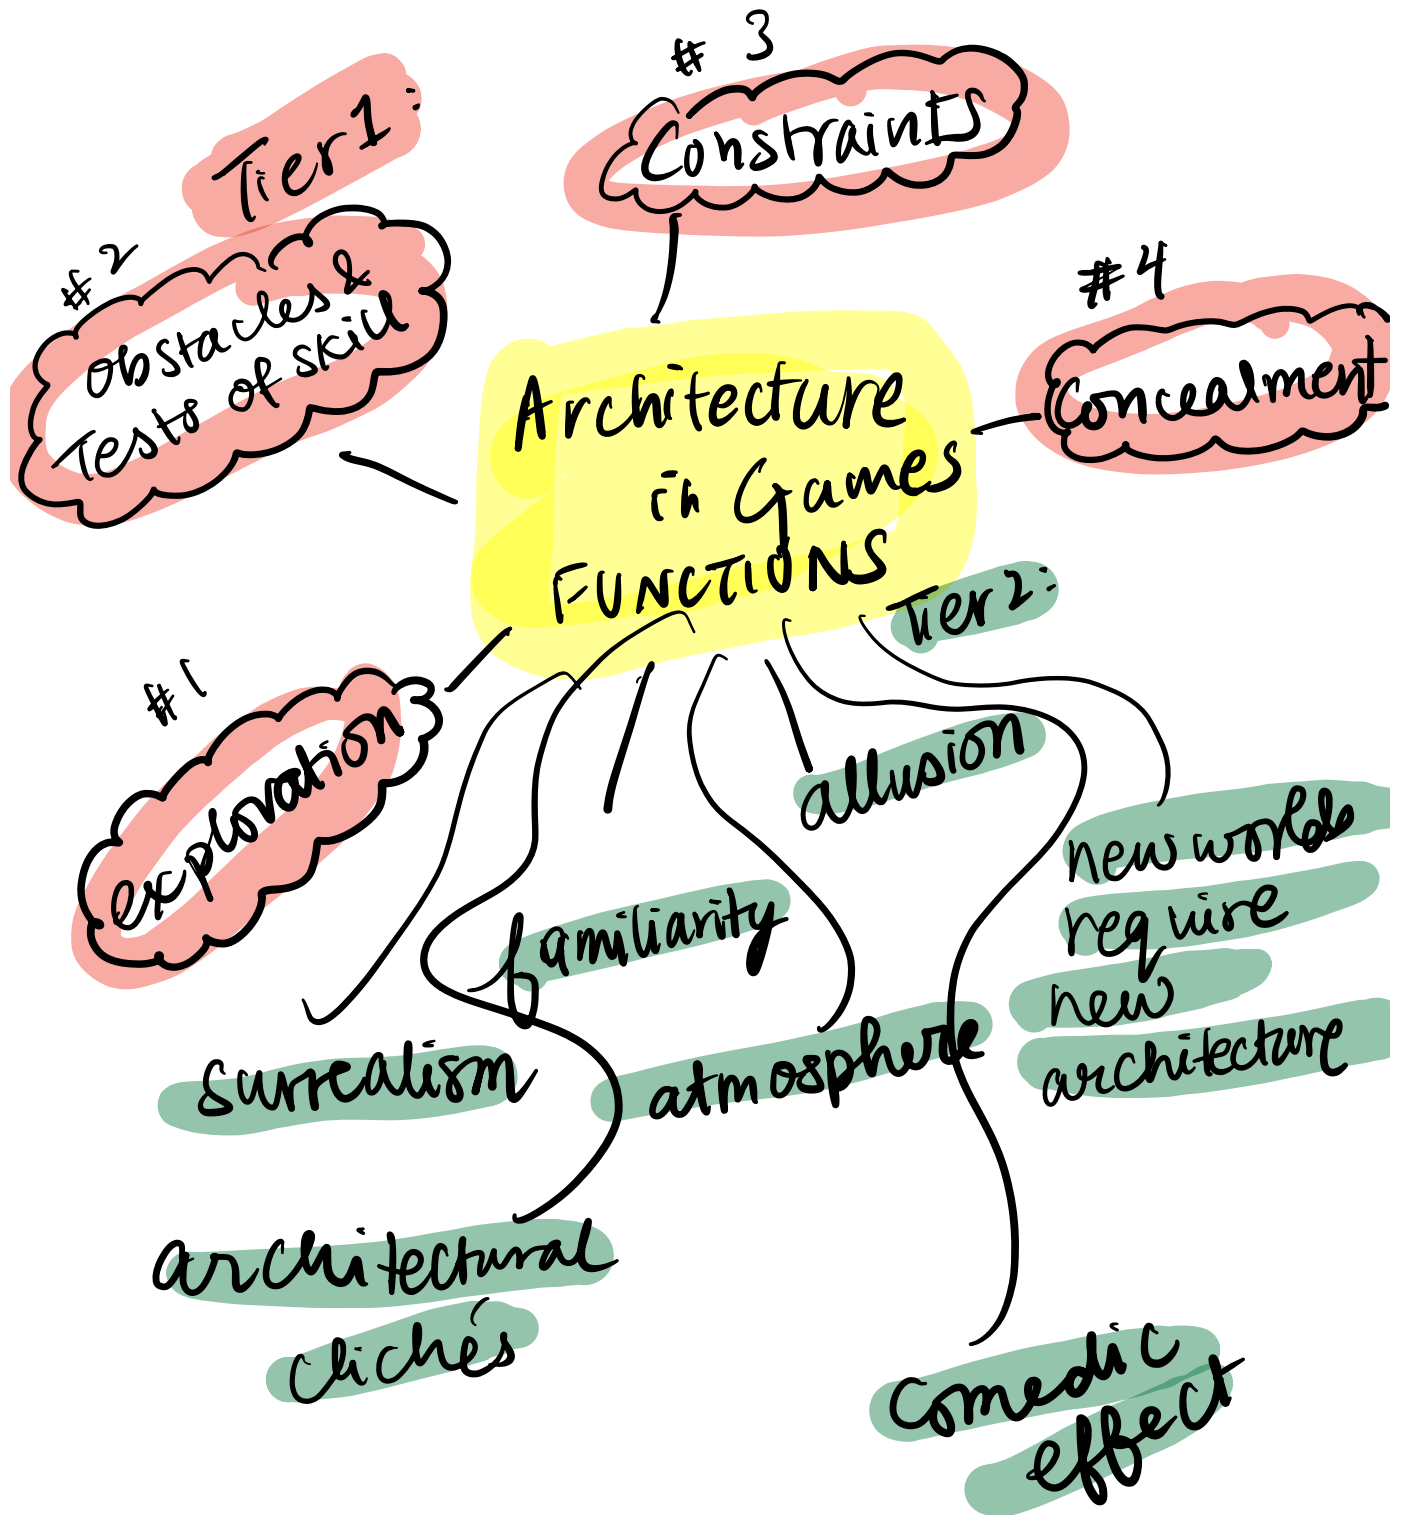 # 3
Constraints
Tier 1:
#2
obstacles &
Tests of skill
#4
Concealment
Architecture
in Games
FUNCTIONS
Tier 2:
#1
exploration
allusion
new worlds
require
new
architecture
familiarity
surrealism
atmosphere
architectural
clichés
comedic
effect